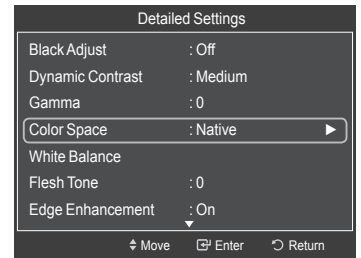 Detailed Settings
Black Adjust : Off
Dynamic Contrast : Medium
Gamma : 0
Color Space : Native
White Balance
Flesh Tone : 0
Edge Enhancement : On
Move Enter Return